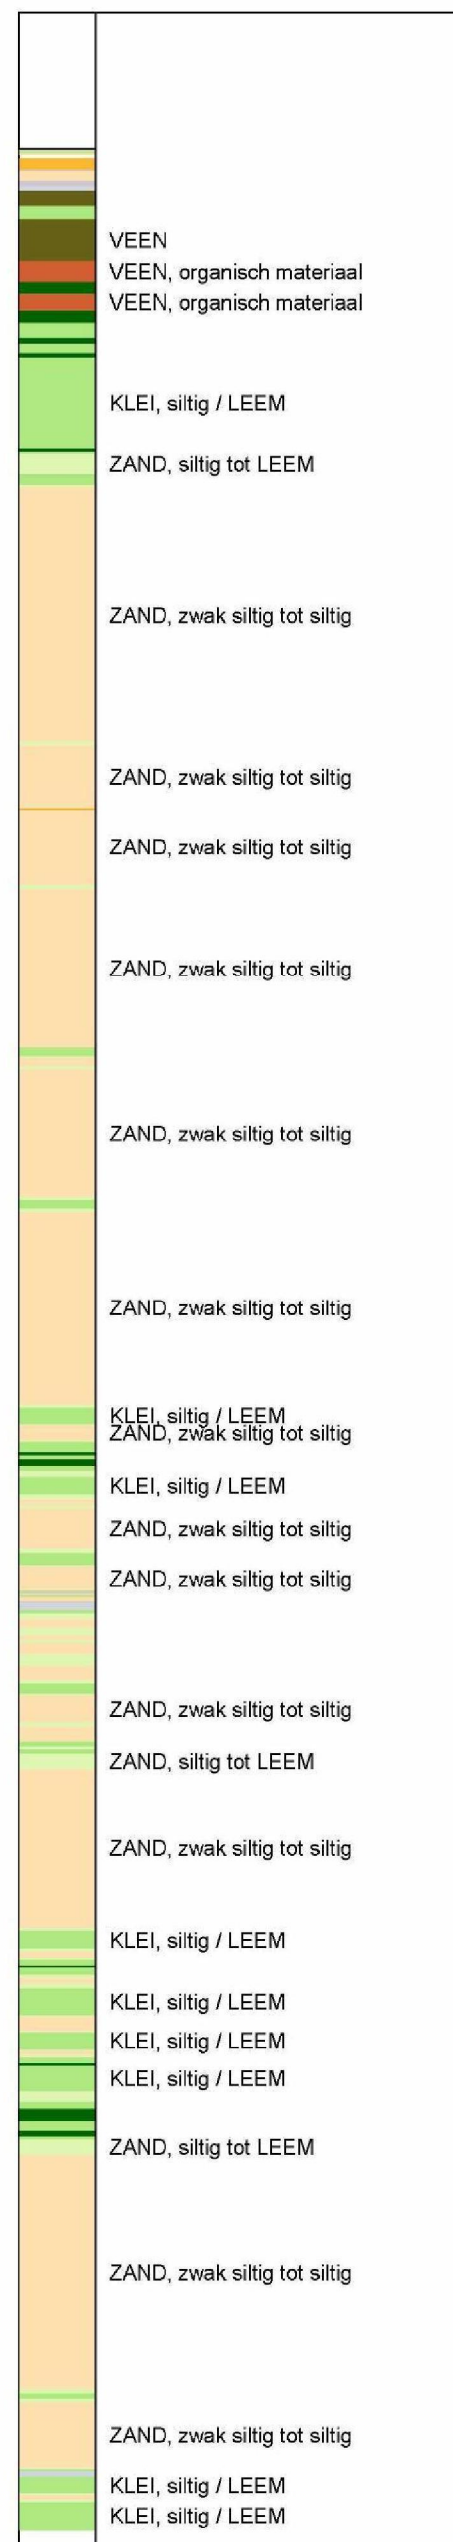 VEEN
VEEN, organisch materiaal
VEEN, organisch materiaal
KLEI, siltig / LEEM
ZAND, siltig tot LEEM
ZAND, zwak siltig tot siltig
ZAND, zwak siltig tot siltig
ZAND, zwak siltig tot siltig
ZAND, zwak siltig tot siltig
ZAND, zwak siltig tot siltig
ZAND, zwak siltig tot siltig
KLEI, siltig / LEEM
ZAND, zwak siltig tot siltig
KLEI, siltig / LEEM
ZAND, zwak siltig tot siltig
ZAND, zwak siltig tot siltig
ZAND, zwak siltig tot siltig
ZAND, siltig tot LEEM
ZAND, zwak siltig tot siltig
KLEI, siltig / LEEM
KLEI, siltig / LEEM
KLEI, siltig / LEEM
KLEI, siltig / LEEM
ZAND, siltig tot LEEM
ZAND, zwak siltig tot siltig
ZAND, zwak siltig tot siltig
KLEI, siltig / LEEM
KLEI, siltig / LEEM